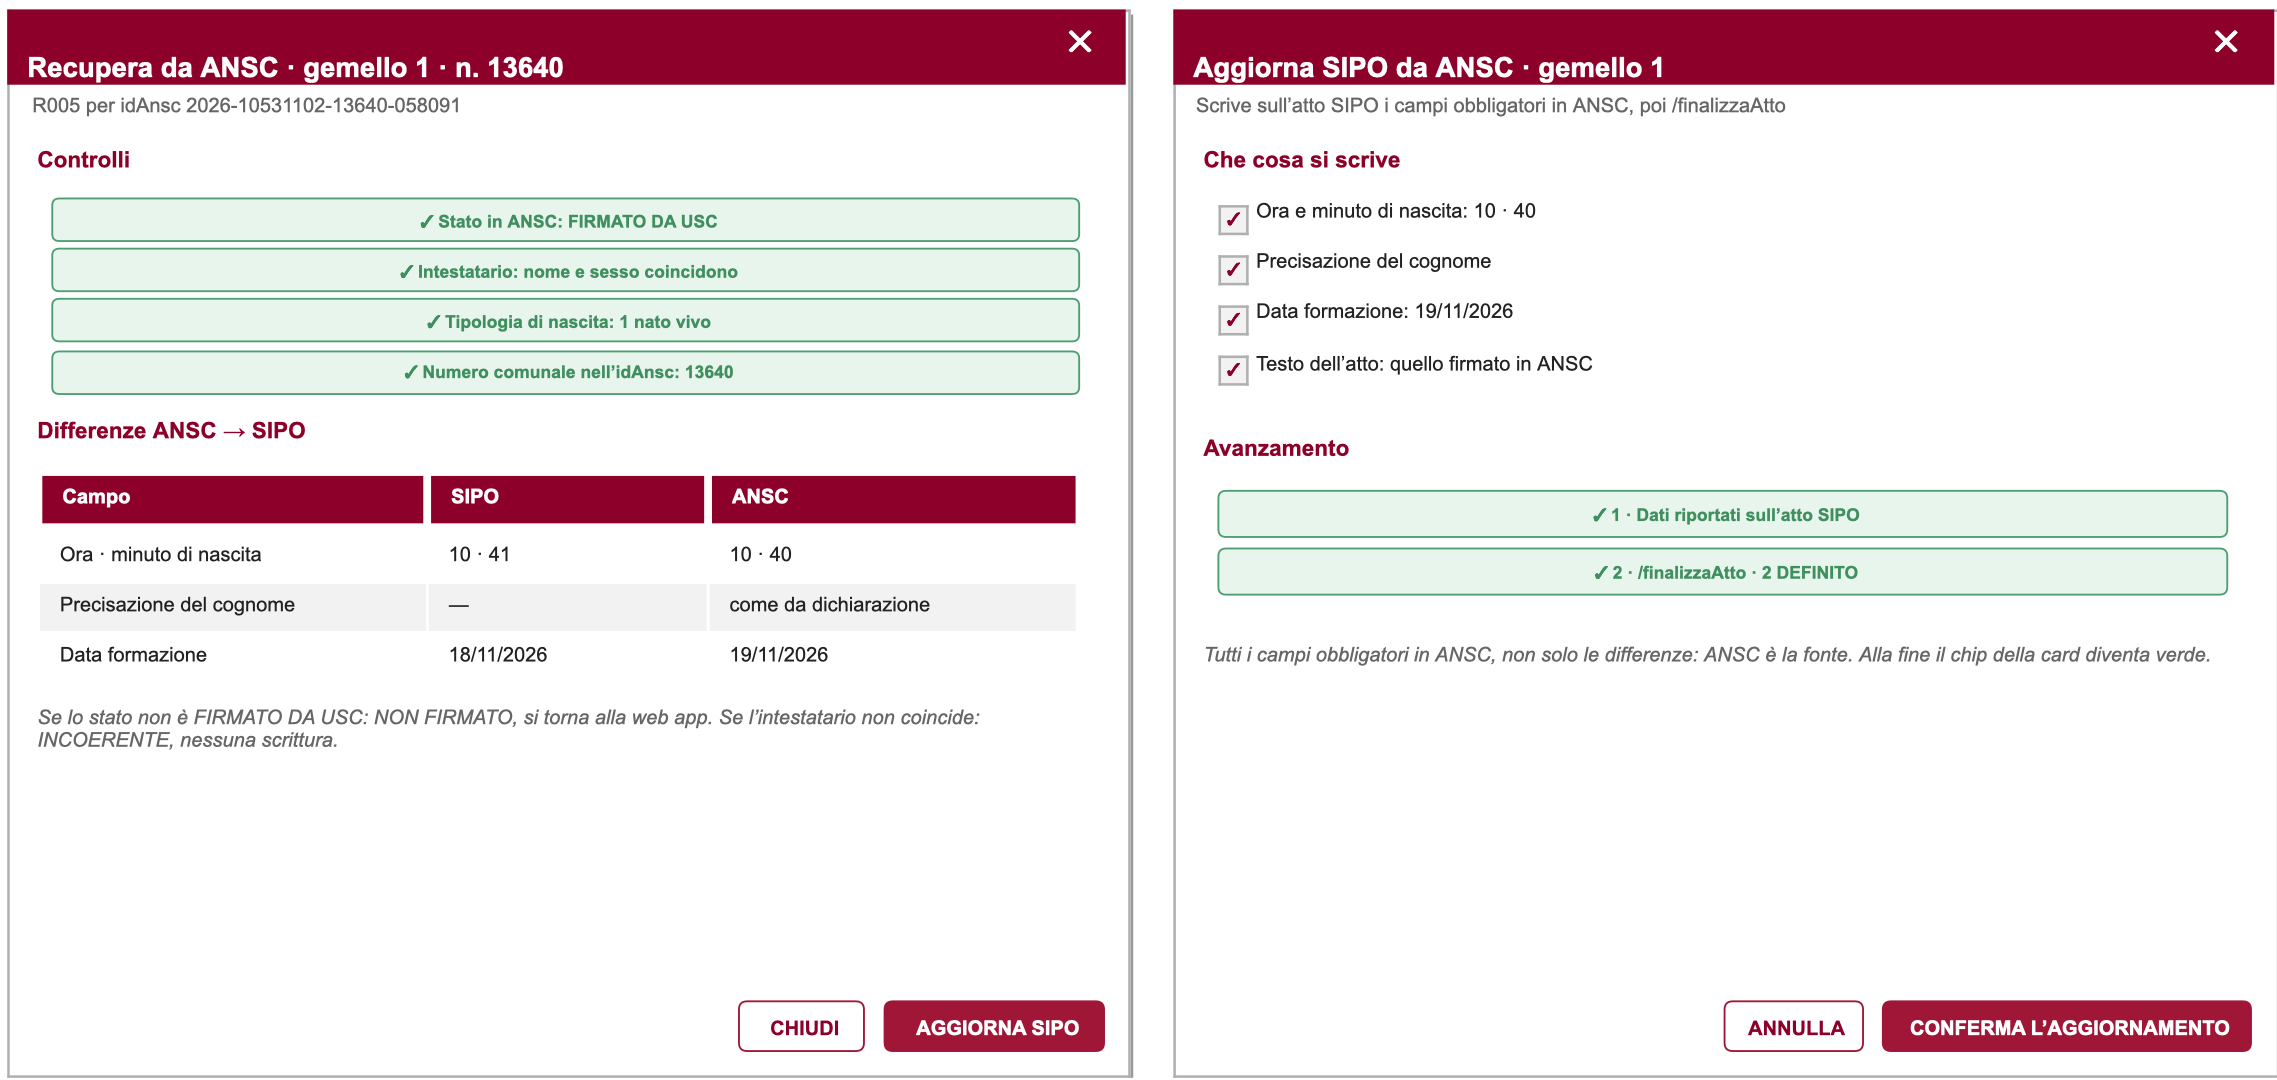 Recupera da ANSC · gemello 1 · n. 13640
R005 per idAnsc 2026-10531102-13640-058091
Controlli
✓ Stato in ANSC: FIRMATO DA USC
✓ Intestatario: nome e sesso coincidono
✓ Tipologia di nascita: 1 nato vivo
✓ Numero comunale nell’idAnsc: 13640
Differenze ANSC → SIPO
Campo SIPO ANSC
Ora · minuto di nascita 10 · 41 10 · 40
Precisazione del cognome — come da dichiarazione
Data formazione 18/11/2026 19/11/2026
Se lo stato non è FIRMATO DA USC: NON FIRMATO, si torna alla web app. Se l’intestatario non coincide:
INCOERENTE, nessuna scrittura.
CHIUDI AGGIORNA SIPO
Aggiorna SIPO da ANSC · gemello 1
Scrive sull’atto SIPO i campi obbligatori in ANSC, poi /finalizzaAtto
Che cosa si scrive
✓ Ora e minuto di nascita: 10 · 40
✓ Precisazione del cognome
✓ Data formazione: 19/11/2026
✓ Testo dell’atto: quello firmato in ANSC
Avanzamento
✓ 1 · Dati riportati sull’atto SIPO
✓ 2 · /finalizzaAtto · 2 DEFINITO
Tutti i campi obbligatori in ANSC, non solo le differenze: ANSC è la fonte. Alla fine il chip della card diventa verde.
ANNULLA CONFERMA L’AGGIORNAMENTO